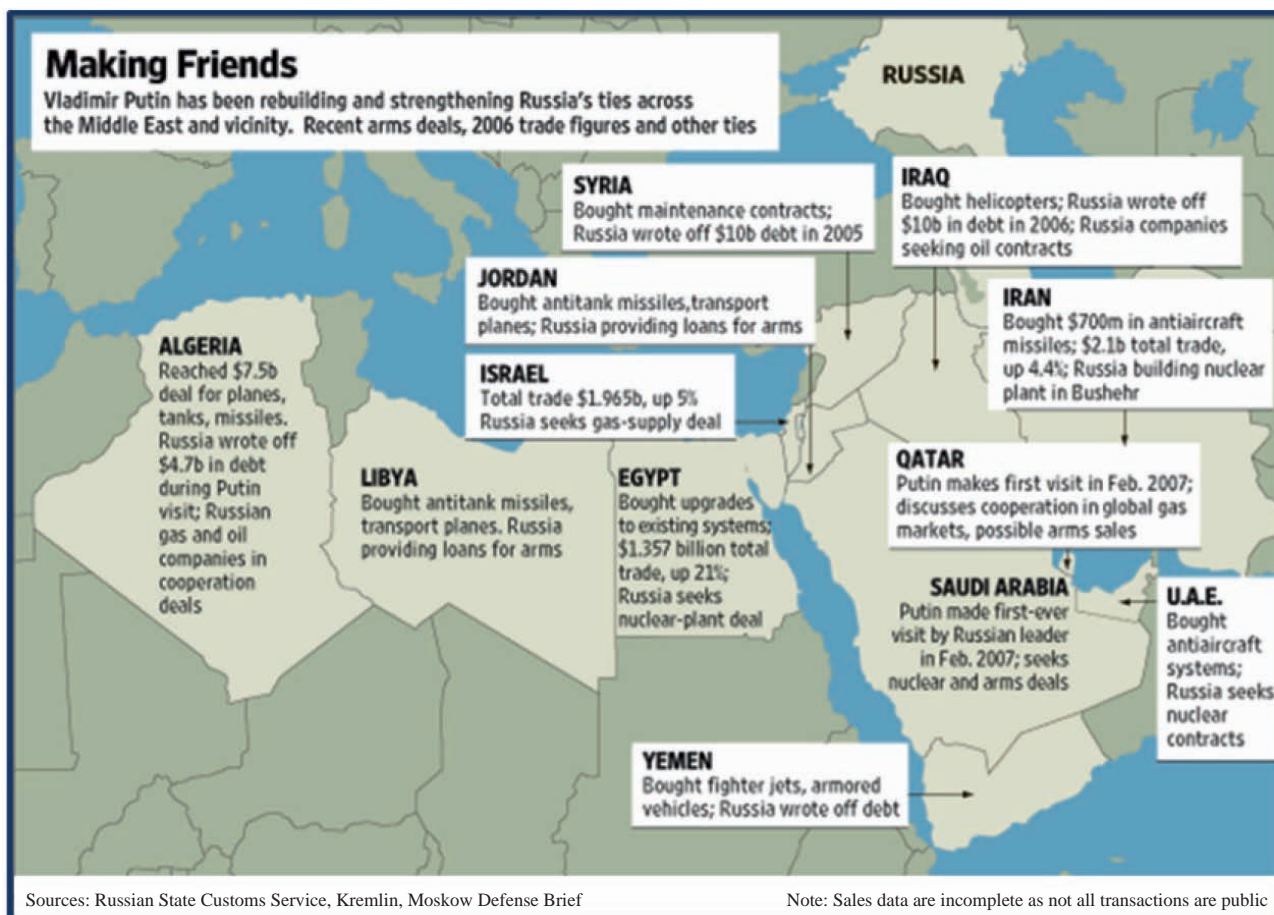 Making Friends
Vladimir Putin has been rebuilding and strengthening Russia's ties across
the Middle East and vicinity. Recent arms deals, 2006 trade figures and other ties
RUSSIA
SYRIA
Bought maintenance contracts;
Russia wrote off $10b debt in 2005
IRAQ
Bought helicopters; Russia wrote off
$10b in debt in 2006; Russia companies
seeking oil contracts
JORDAN
Bought antitank missiles,transport
planes; Russia providing loans for arms
IRAN
Bought $700m in antiaircraft
missiles; $2.1b total trade,
up 4.4%; Russia building nuclear
plant in Bushehr
ISRAEL
Total trade $1.965b, up 5%
Russia seeks gas-supply deal
ALGERIA
Reached $7.5b
deal for planes,
tanks, missiles.
Russia wrote off
$4.7b in debt
during Putin
visit; Russian
gas and oil
companies in
cooperation
deals
LIBYA
Bought antitank missiles,
transport planes. Russia
providing loans for arms
EGYPT
Bought upgrades
to existing systems;
$1.357 billion total
trade, up 21%;
Russia seeks
nuclear-plant deal
QATAR
Putin makes first visit in Feb. 2007;
discusses cooperation in global gas
markets, possible arms sales
SAUDI ARABIA
Putin made first-ever
visit by Russian leader
in Feb. 2007; seeks
nuclear and arms deals
U.A.E.
Bought
antiaircraft
systems;
Russia seeks
nuclear
contracts
YEMEN
Bought fighter jets, armored
vehicles; Russia wrote off debt
Sources: Russian State Customs Service, Kremlin, Moskow Defense Brief
Note: Sales data are incomplete as not all transactions are public